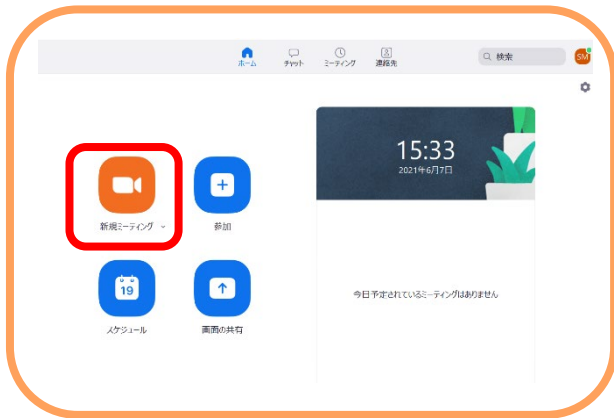 ホーム チャット ミーティング 連絡先 検索 SM
15:33
2021年6月7日
新規ミーティング 参加
19
スケジュール 画面の共有
今日予定されているミーティングはありません